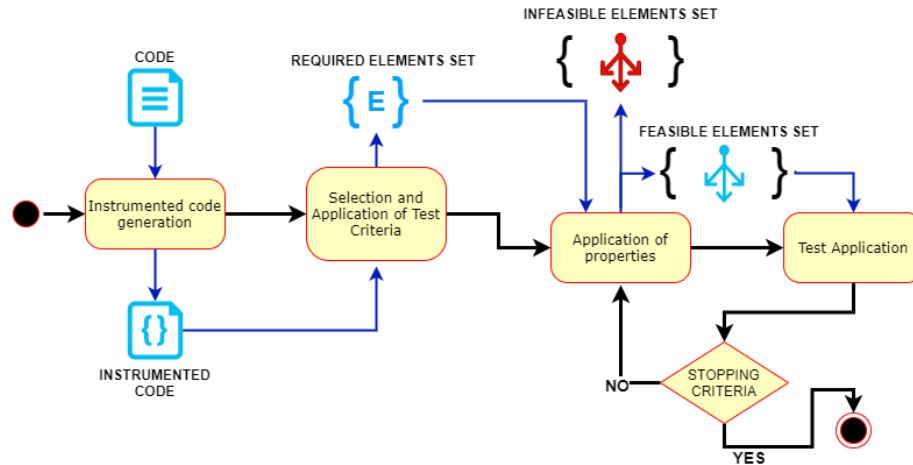 INFEASIBLE ELEMENTS SET
CODE
REQUIRED ELEMENTS SET
{ }
{ E }
FEASIBLE ELEMENTS SET
{ }
Instrumented code
generation
Selection and
Application of Test
Criteria
Application of
properties
Test Application
{}
INSTRUMENTED
CODE
STOPPING
CRITERIA
NO
YES